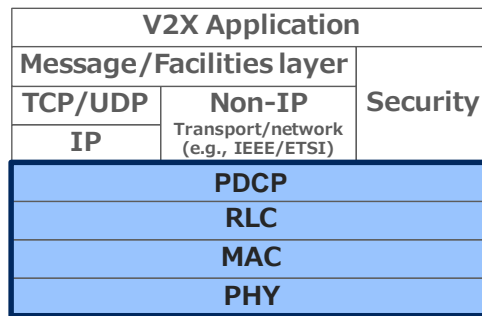 V2X Application
Message/Facilities layer
Security
TCP/UDP
Non-IP
Transport/network
(e.g., IEEE/ETSI)
IP
PDCP
RLC
MAC
PHY